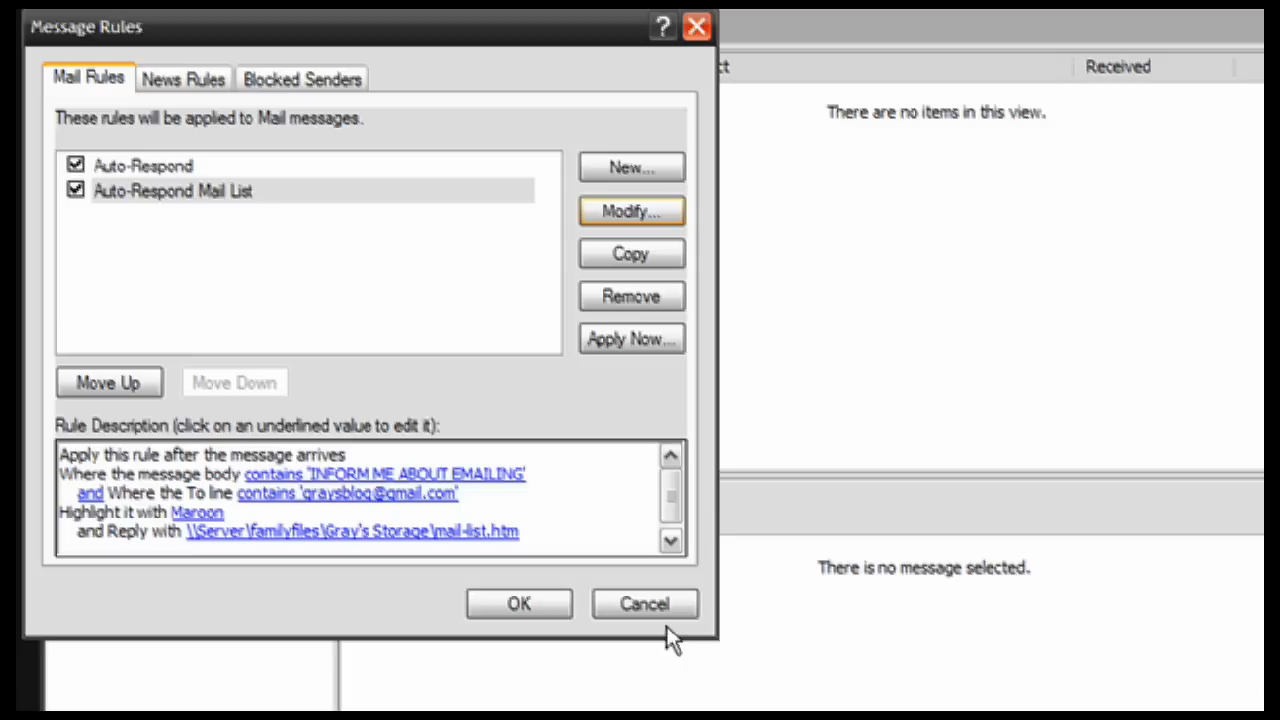 Message Rules
?
ct
Received
Mail Rules
News Rules
Blocked Senders
There are no items in this view.
These rules will be applied to Mail messages.
Auto-Respond
Auto-Respond Mail List
New...
Modify...
Copy
Remove
Apply Now...
Move Up
Move Down
Rule Description (click on an underlined value to edit it):
Apply this rule after the message arrives
Where the message body contains 'INFORM ME ABOUT EMAILING'
and Where the To line contains 'graysblog@gmail.com'
Highlight it with Maroon
and Reply with \\Server\familyfiles\Gray's Storage\mail-list.htm
There is no message selected.
OK
Cancel